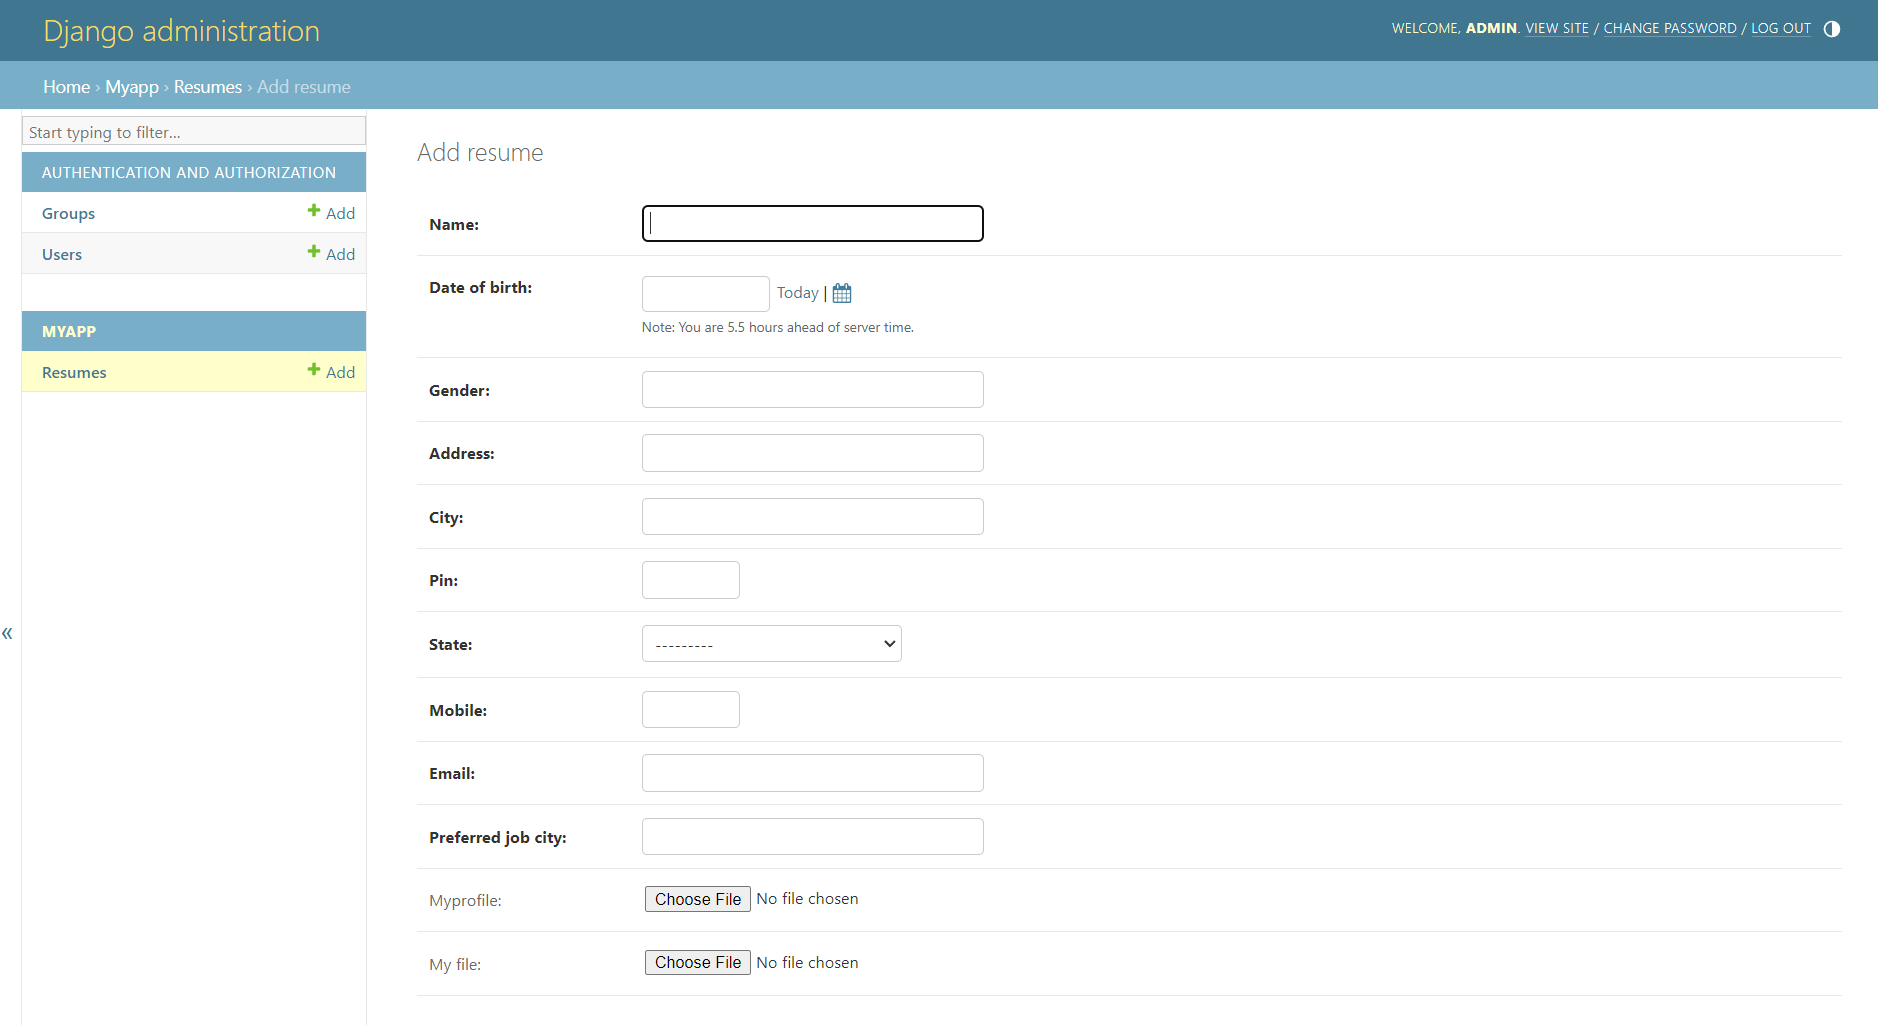 Django administration
WELCOME, ADMIN. VIEW SITE / CHANGE PASSWORD / LOG OUT
Home › Myapp › Resumes › Add resume
Start typing to filter...
AUTHENTICATION AND AUTHORIZATION
Groups
Add
Users
Add
MYAPP
Resumes
Add
«
Add resume
Name:
Date of birth:
Today |
Note: You are 5.5 hours ahead of server time.
Gender:
Address:
City:
Pin:
State:
---------
Mobile:
Email:
Preferred job city:
Myprofile:
Choose File No file chosen
My file:
Choose File No file chosen